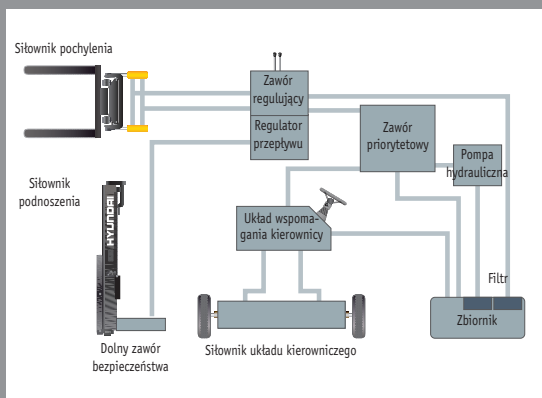 Siłownik pochylenia
Zawór
regulujący
Regulator
przepływu
Zawór
priorytetowy
Pompa
hydrauliczna
Siłownik
podnoszenia
HYUNDAI
Układ wspoma-
gania kierownicy
Filtr
Zbiornik
Dolny zawór
bezpieczeństwa
Siłownik układu kierowniczego